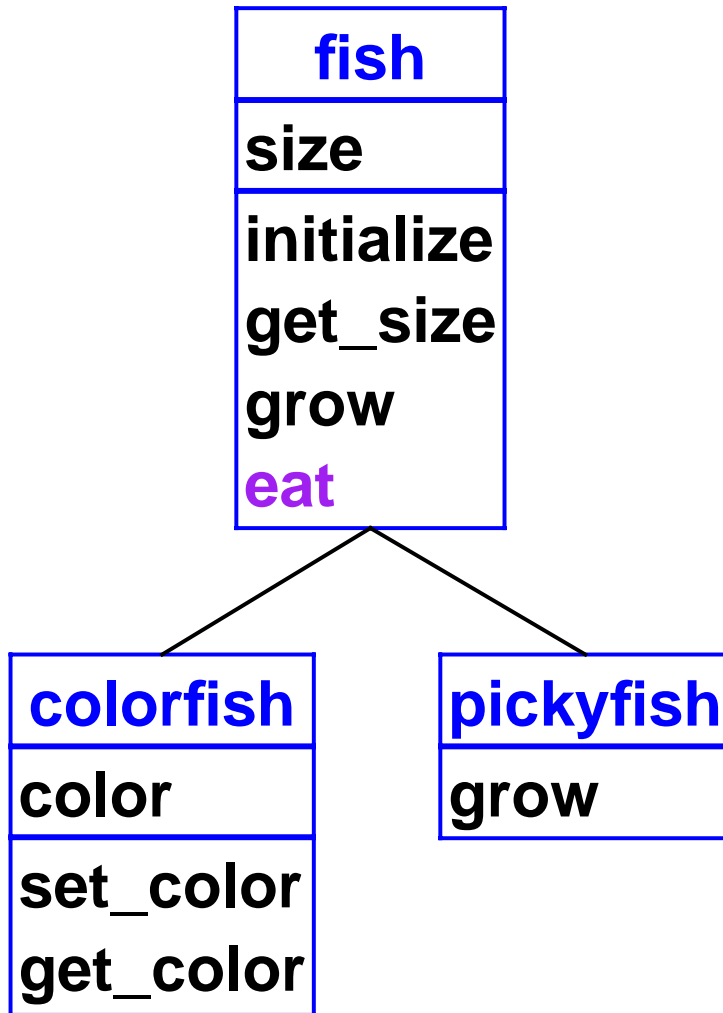 fish
size
initialize
get_size
grow
eat
colorfish
color
set_color
get_color
pickyfish
grow